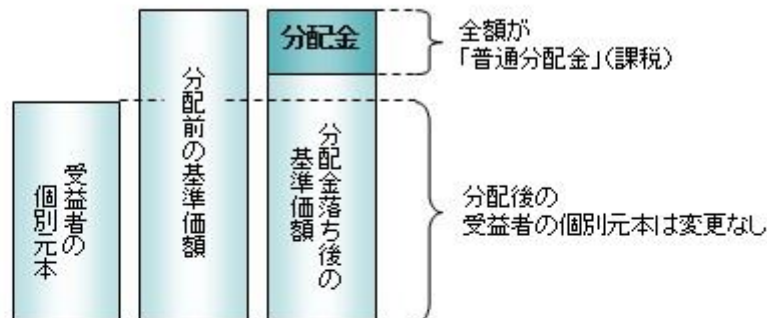 受益者の
個別元本
分配前の基準価額
分配金
分配金落ち後の
基準価額
全額が
「普通分配金」(課税)
分配後の
受益者の個別元本は変更なし